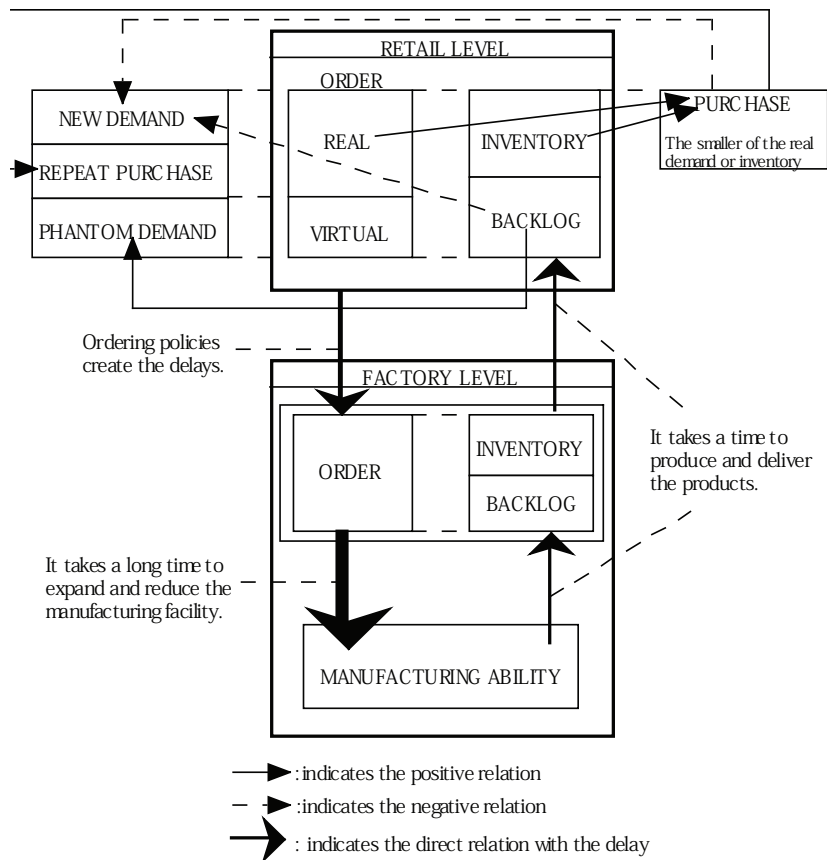 RETAIL LEVEL
ORDER
NEW DEMAND
REPEAT PURCHASE
PHANTOM DEMAND
REAL
VIRTUAL
INVENTORY
BACKLOG
PURCHASE
The smaller of the real
demand or inventory
Ordering policies
create the delays.
FACTORY LEVEL
ORDER
INVENTORY
BACKLOG
It takes a time to
produce and deliver
the products.
It takes a long time to
expand and reduce the
manufacturing facility.
MANUFACTURING ABILITY
: indicates the positive relation
: indicates the negative relation
: indicates the direct relation with the delay